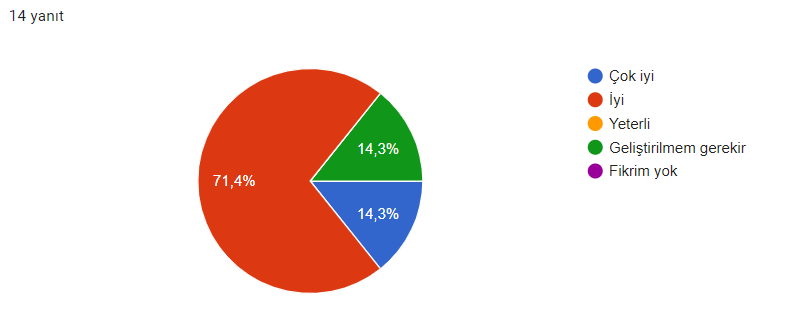 14 yanıt
Çok iyi
İyi
Yeterli
Geliştirilmem gerekir
Fikrim yok
71,4%
14,3%
14,3%